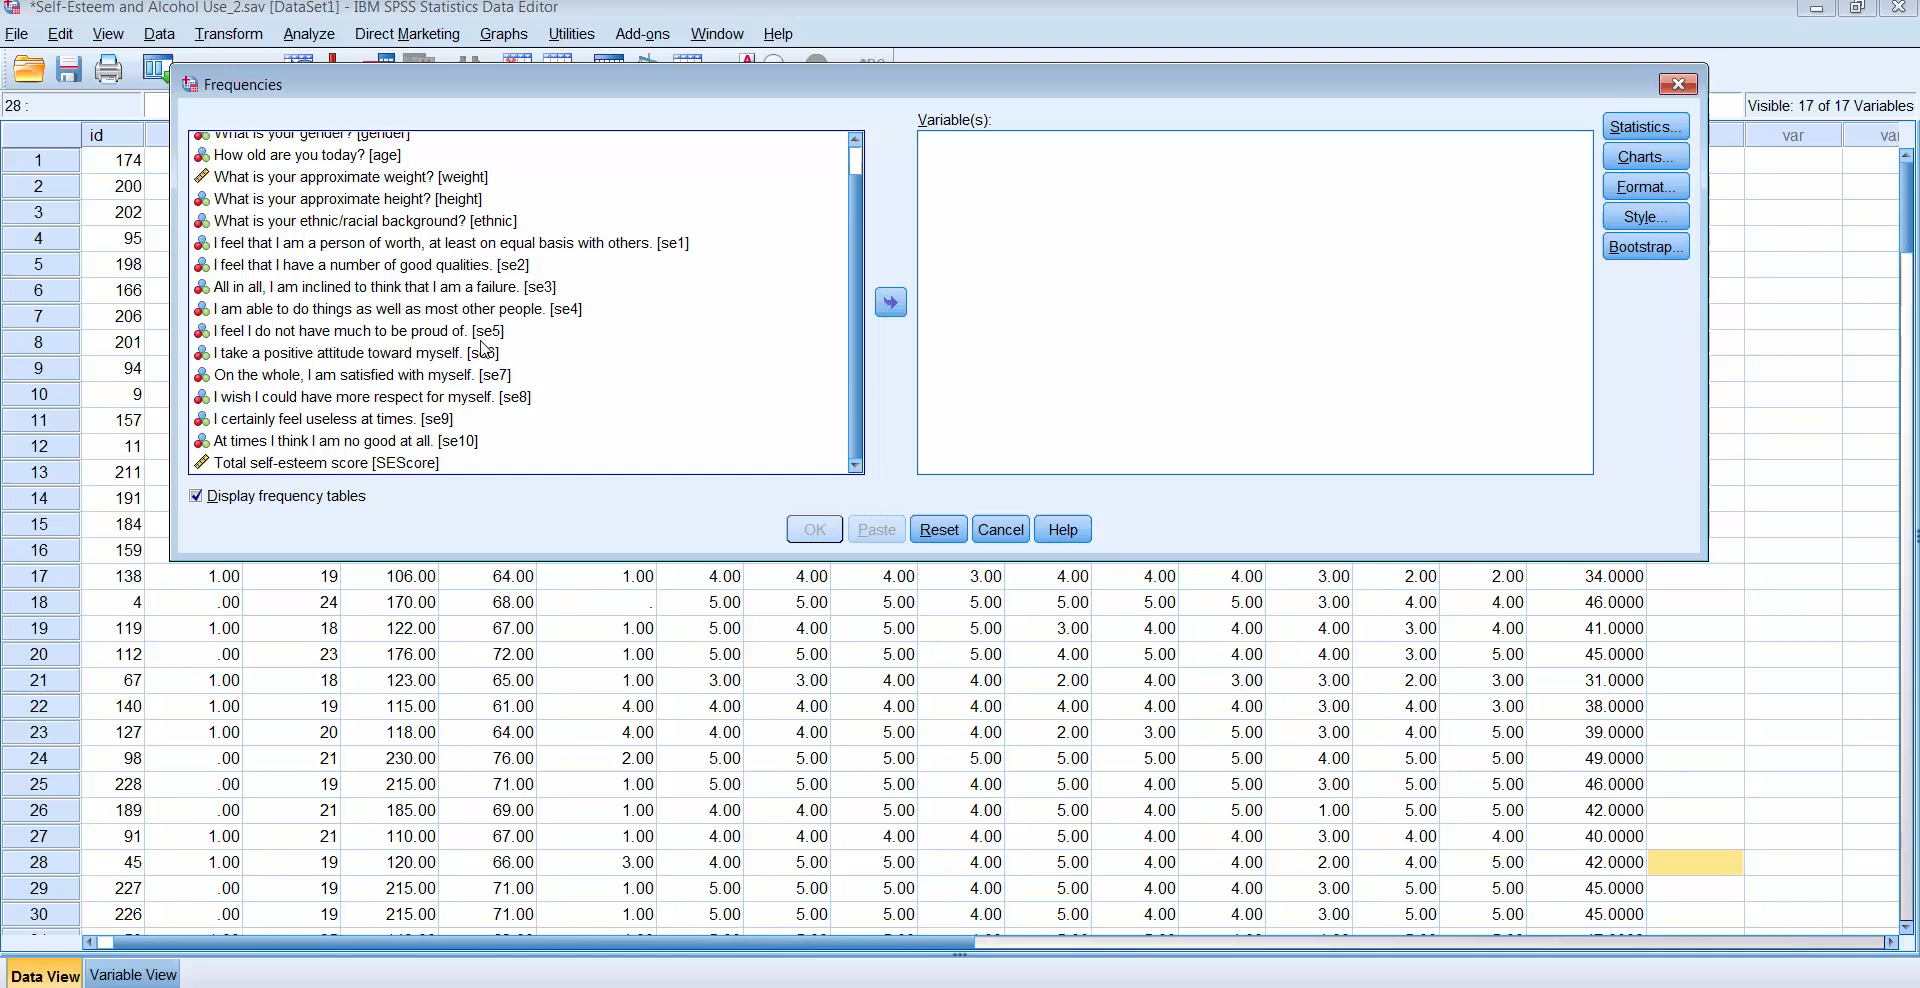 *Self-Esteem and Alcohol Use_2.sav [DataSet1] - IBM SPSS Statistics Data Editor
File Edit View Data Transform Analyze Direct Marketing Graphs Utilities Add-ons Window Help
Frequencies
28 :
Visible: 17 of 17 Variables
Variable(s):
id
var
What is your gender? [gender]
How old are you today? [age]
What is your approximate weight? [weight]
What is your approximate height? [height]
What is your ethnic/racial background? [ethnic]
I feel that I am a person of worth, at least on equal basis with others. [se1]
I feel that I have a number of good qualities. [se2]
All in all, I am inclined to think that I am a failure. [se3]
I am able to do things as well as most other people. [se4]
I feel I do not have much to be proud of. [se5]
I take a positive attitude toward myself.
On the whole, I am satisfied with myself. [se7]
I wish I could have more respect for myself. [se8]
I certainly feel useless at times. [se9]
At times I think I am no good at all. [se10]
Total self-esteem score [SEScore]
Statistics...
Charts...
Format...
Style...
Bootstrap...
Display frequency tables
OK Paste Reset Cancel Help
1 174
2 200
3 202
4 95
5 198
6 166
7 206
8 201
9 94
10 9
11 157
12 11
13 211
14 191
15 184
16 159
17 138 1.00 19 106.00 64.00 1.00 4.00 4.00 4.00 3.00 4.00 4.00 4.00 3.00 2.00 2.00 34.0000
18 4 .00 24 170.00 68.00 . 5.00 5.00 5.00 5.00 5.00 5.00 5.00 3.00 4.00 4.00 46.0000
19 119 1.00 18 122.00 67.00 1.00 5.00 4.00 5.00 5.00 3.00 4.00 4.00 4.00 3.00 4.00 41.0000
20 112 .00 23 176.00 72.00 1.00 5.00 5.00 5.00 5.00 4.00 5.00 4.00 4.00 3.00 5.00 45.0000
21 67 1.00 18 123.00 65.00 1.00 3.00 3.00 4.00 4.00 2.00 4.00 3.00 3.00 2.00 3.00 31.0000
22 140 1.00 19 115.00 61.00 4.00 4.00 4.00 4.00 4.00 4.00 4.00 4.00 3.00 4.00 3.00 38.0000
23 127 1.00 20 118.00 64.00 4.00 4.00 4.00 5.00 4.00 2.00 3.00 5.00 3.00 4.00 5.00 39.0000
24 98 .00 21 230.00 76.00 2.00 5.00 5.00 5.00 5.00 5.00 5.00 5.00 4.00 5.00 5.00 49.0000
25 228 .00 19 215.00 71.00 1.00 5.00 5.00 5.00 4.00 5.00 4.00 5.00 3.00 5.00 5.00 46.0000
26 189 .00 21 185.00 69.00 1.00 4.00 4.00 5.00 4.00 5.00 4.00 5.00 1.00 5.00 5.00 42.0000
27 91 1.00 21 110.00 67.00 1.00 4.00 4.00 5.00 4.00 4.00 4.00 4.00 3.00 4.00 4.00 40.0000
28 45 1.00 19 120.00 66.00 3.00 4.00 5.00 5.00 4.00 5.00 4.00 4.00 2.00 4.00 5.00 42.0000
29 227 .00 19 215.00 71.00 1.00 5.00 5.00 5.00 4.00 5.00 4.00 4.00 3.00 5.00 5.00 45.0000
30 226 .00 19 215.00 71.00 1.00 5.00 5.00 5.00 4.00 5.00 4.00 4.00 3.00 5.00 5.00 45.0000
Data View Variable View